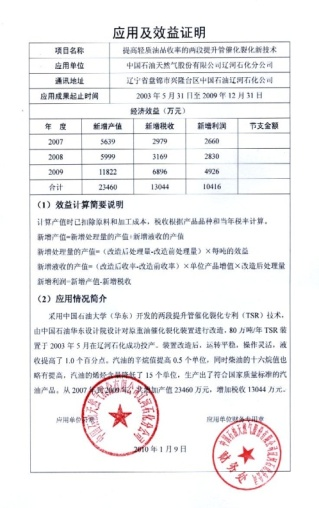 应用及效益证明
项目名称 提高轻质油品收率的两段提升管催化裂化新技术
应用单位 中国石油天然气股份有限公司辽河石化分公司
通讯地址 辽宁省盘锦市兴隆台区中国石油辽河石化公司
应用成果起止时间 2003 年 5 月 31 日至 2009 年 12 月 31 日
经济效益（万元）
年 度 新增产值 新增税收 新增利润 节支金额
2007 5639 2979 2660
2008 5999 3169 2830
2009 11822 6896 4926
合计 23460 13044 10416
（1）效益计算简要说明
计算产值时已扣除原料和加工成本，税收根据产品品种和当年税率计算。
新增产值=新增处理量的产值+新增液收的产值
新增处理量的产值=（改后处理量-改造前处理量）×每吨的效益
新增液收的产值=（改造后收率-改造前收率）×单位产品增值×改造后处理量
新增利润=新增产值-新增税收
（2）应用情况简介
采用中国石油大学（华东）开发的两段提升管催化裂化专利（TSR）技术，
由中国石油华东设计院设计对原重油催化裂化装置进行改造，80 万吨/年 TSR 装
置于 2003 年 5 月在辽河石化成功投产。装置改造后，运转平稳，操作灵活，液
收提高了 1.0 个百分点，汽油的辛烷值提高 0.5 个单位，同时柴油的十六烷值也
略有提高，汽油的烯烃含量降低了 15 个单位，生产出了符合国家质量标准的汽
油产品。从 2007 年到 2009 年，共增加产值 23460 万元，增加税收 13044 万元。
应用单位盖章 应用单位财务专用章
2010 年 1 月 9 日